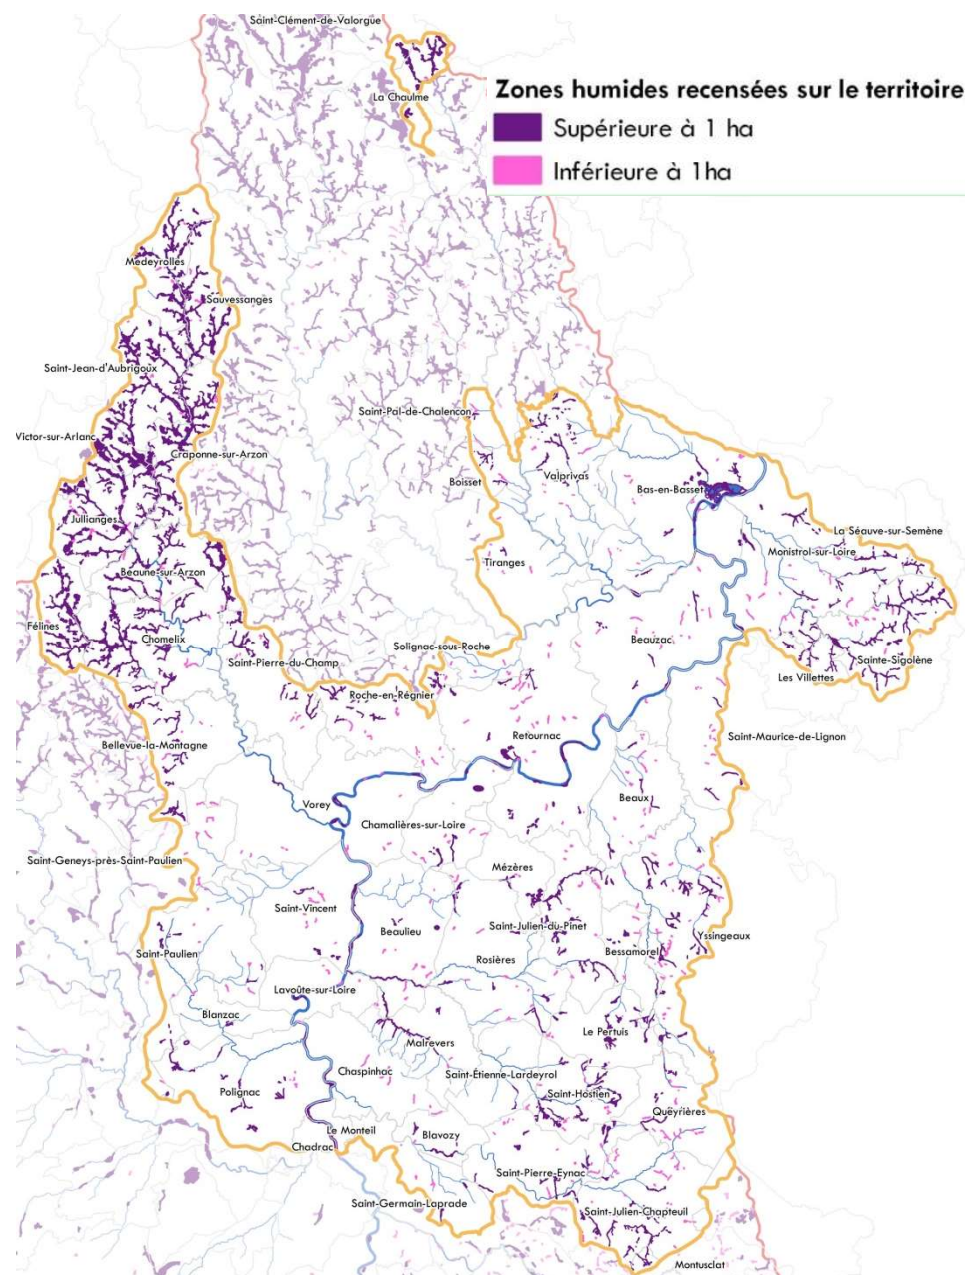 Saint-Clément-de-Valorgue
Zones humides recensées sur le territoire
La Chaulme
Supérieure à 1 ha
Inférieure à 1ha
Medeyrolles
Sauvessanges
Saint-Jean-d'Aubrigoux
Saint-Pal-de-Chalencon
Victor-sur-Arlanc
Craponne-sur-Arzon
Valprivas
Boisset
Bas-en-Basset
Jullianges
La Séauve-sur-Semène
Monistrol-sur-Loire
Tiranges
Beaune-sur-Arzon
Félines
Chomelix
Beauzac
Solignac-sous-Roche
Saint-Pierre-du-Champ
Sainte-Sigolène
Les Villettes
Roche-en-Régnier
Retournac
Saint-Maurice-de-Lignon
Bellevue-la-Montagne
Beaux
Vorey
Chamalières-sur-Loire
Saint-Geneys-près-Saint-Paulien
Mézères
Saint-Vincent
Beaulieu
Saint-Julien-du-Pinet
Yssingeaux
Saint-Paulien
Bessamorel
Rosières
Lavoûte-sur-Loire
Blanzac
Le Pertuis
Malrevers
Chaspinhac
Saint-Étienne-Lardeyrol
Polignac
Saint-Hostien
Queyrières
Le Monteil
Blavozy
Chadrac
Saint-Pierre-Eynac
Saint-Germain-Laprade
Saint-Julien-Chapteuil
Montusclat